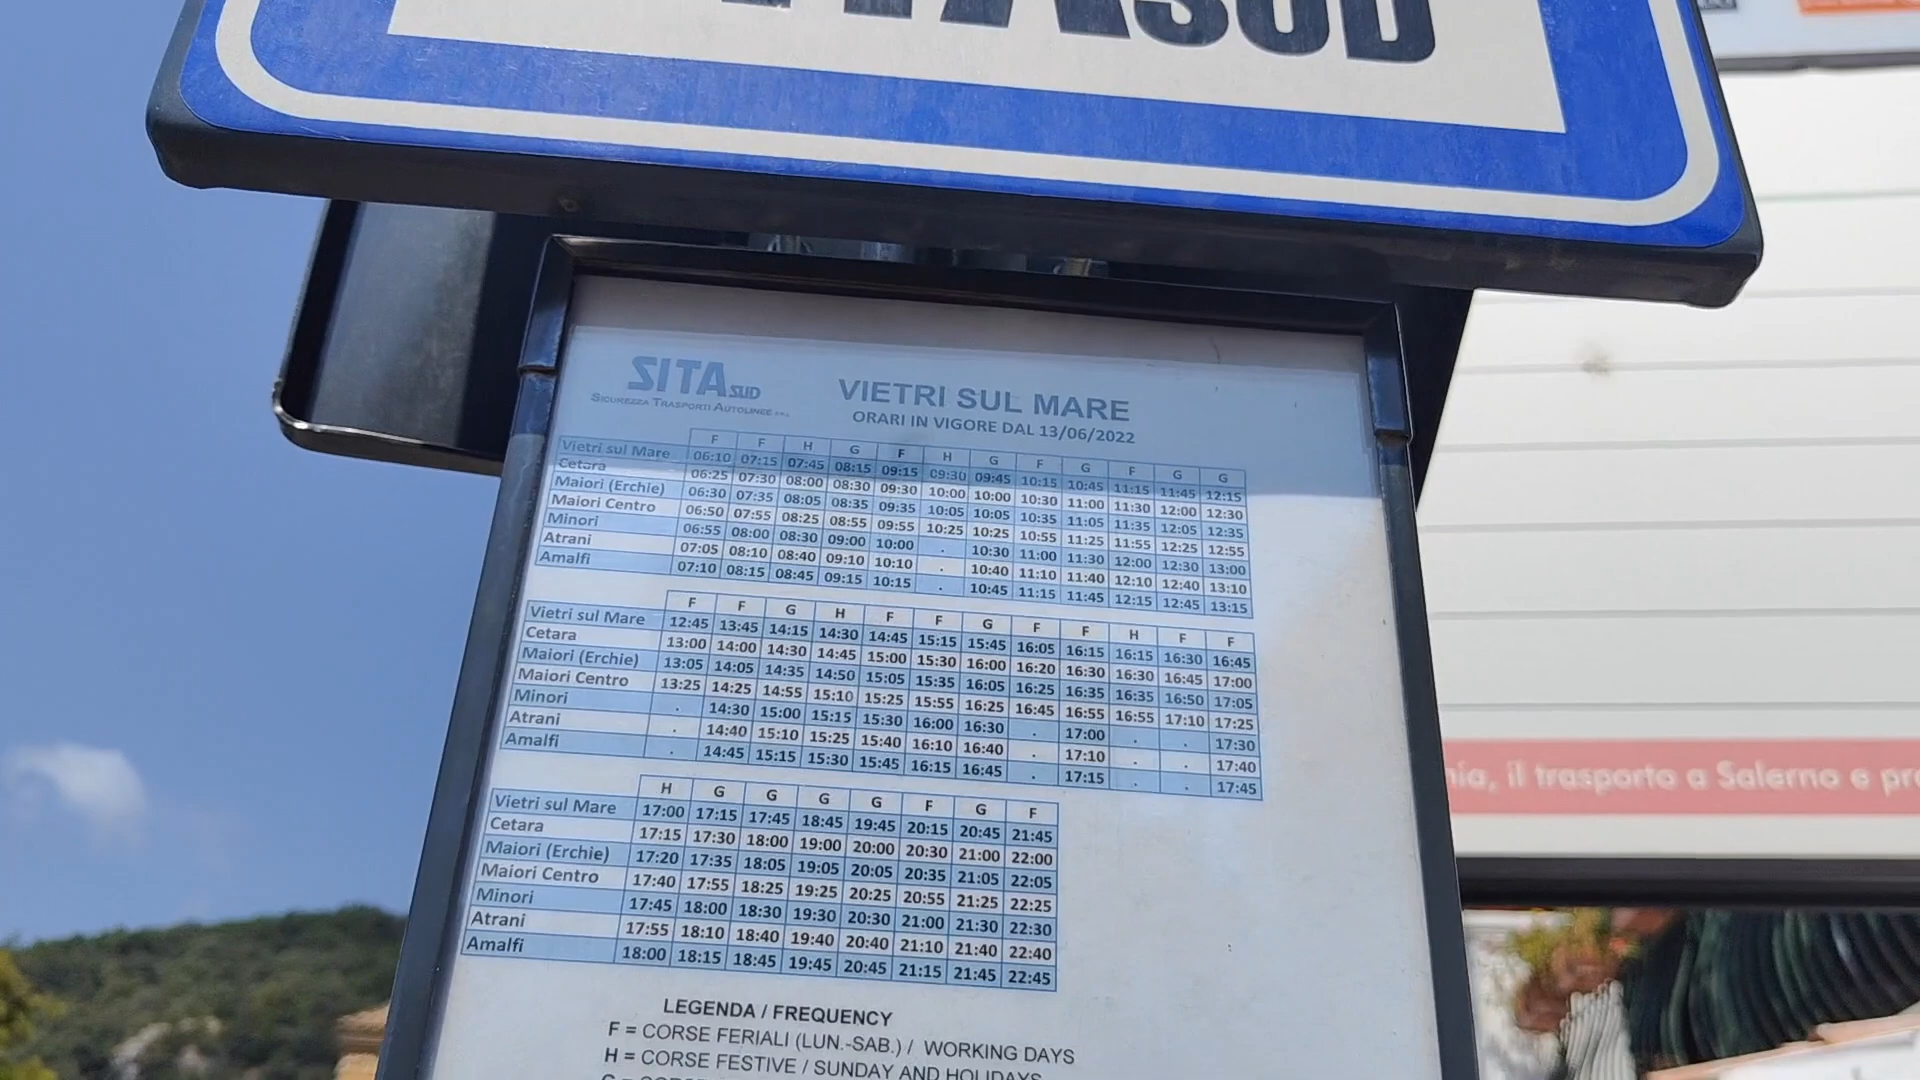 SUD
SITA SUD
SICUREZZA TRASPORTI AUTOLINEE
VIETRI SUL MARE
ORARI IN VIGORE DAL 13/06/2022
F F H G F H G F G F G G
Vietri sul Mare 06:10 07:15 07:45 08:15 09:15 09:30 09:45 10:15 10:45 11:15 11:45 12:15
Cetara 06:25 07:30 08:00 08:30 09:30 10:00 10:00 10:30 11:00 11:30 12:00 12:30
Maiori (Erchie) 06:30 07:35 08:05 08:35 09:35 10:05 10:05 10:35 11:05 11:35 12:05 12:35
Maiori Centro 06:50 07:55 08:25 08:55 09:55 10:25 10:25 10:55 11:25 11:55 12:25 12:55
Minori 06:55 08:00 08:30 09:00 10:00 . 10:30 11:00 11:30 12:00 12:30 13:00
Atrani 07:05 08:10 08:40 09:10 10:10 . 10:40 11:10 11:40 12:10 12:40 13:10
Amalfi 07:10 08:15 08:45 09:15 10:15 . 10:45 11:15 11:45 12:15 12:45 13:15
F F G H F F G F F H F F
Vietri sul Mare 12:45 13:45 14:15 14:30 14:45 15:15 15:45 16:05 16:15 16:15 16:30 16:45
Cetara 13:00 14:00 14:30 14:45 15:00 15:30 16:00 16:20 16:30 16:30 16:45 17:00
Maiori (Erchie) 13:05 14:05 14:35 14:50 15:05 15:35 16:05 16:25 16:35 16:35 16:50 17:05
Maiori Centro 13:25 14:25 14:55 15:10 15:25 15:55 16:25 16:45 16:55 16:55 17:10 17:25
Minori . 14:30 15:00 15:15 15:30 16:00 16:30 . 17:00 . . 17:30
Atrani . 14:40 15:10 15:25 15:40 16:10 16:40 . 17:10 . . 17:40
Amalfi . 14:45 15:15 15:30 15:45 16:15 16:45 . 17:15 . . 17:45
H G G G G F G F
Vietri sul Mare 17:00 17:15 17:45 18:45 19:45 20:15 20:45 21:45
Cetara 17:15 17:30 18:00 19:00 20:00 20:30 21:00 22:00
Maiori (Erchie) 17:20 17:35 18:05 19:05 20:05 20:35 21:05 22:05
Maiori Centro 17:40 17:55 18:25 19:25 20:25 20:55 21:25 22:25
Minori 17:45 18:00 18:30 19:30 20:30 21:00 21:30 22:30
Atrani 17:55 18:10 18:40 19:40 20:40 21:10 21:40 22:40
Amalfi 18:00 18:15 18:45 19:45 20:45 21:15 21:45 22:45
LEGENDA / FREQUENCY
F = CORSE FERIALI (LUN.-SAB.) / WORKING DAYS
H = CORSE FESTIVE / SUNDAY AND HOLIDAYS
il trasporto a Salerno e